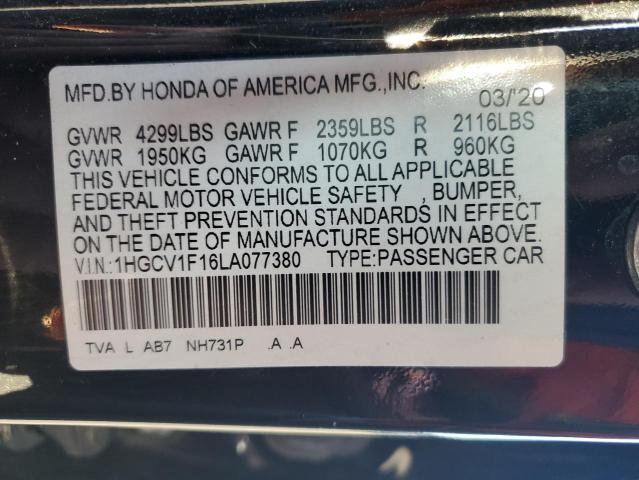 MFD.BY HONDA OF AMERICA MFG.,INC.
03/'20
GVWR 4299LBS GAWR F 2359LBS R 2116LBS
GVWR 1950KG GAWR F 1070KG R 960KG
THIS VEHICLE CONFORMS TO ALL APPLICABLE
FEDERAL MOTOR VEHICLE SAFETY , BUMPER,
AND THEFT PREVENTION STANDARDS IN EFFECT
ON THE DATE OF MANUFACTURE SHOWN ABOVE.
V.I.N.:1HGCV1F16LA077380 TYPE:PASSENGER CAR
TVA L AB7 NH731P .A .A